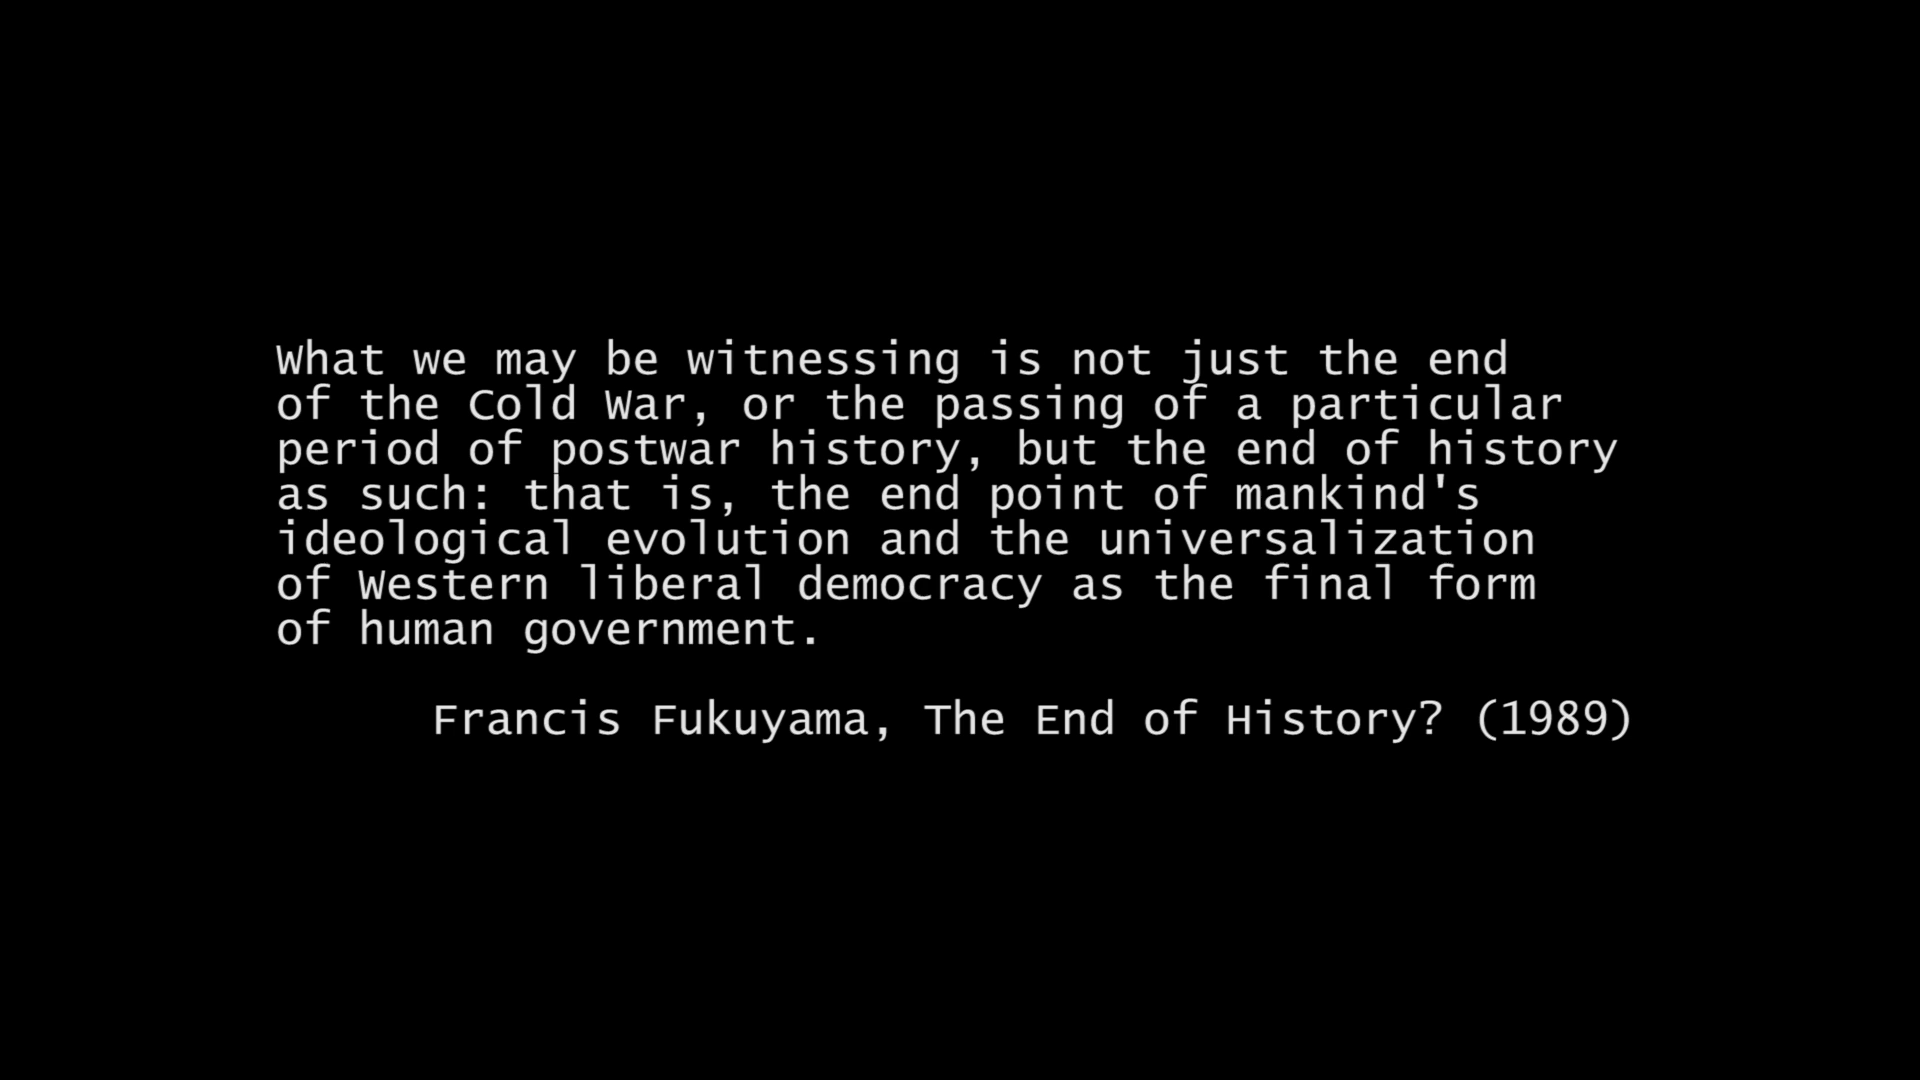 What we may be witnessing is not just the end
of the Cold War, or the passing of a particular
period of postwar history, but the end of history
as such: that is, the end point of mankind's
ideological evolution and the universalization
of Western liberal democracy as the final form
of human government.
Francis Fukuyama, The End of History? (1989)